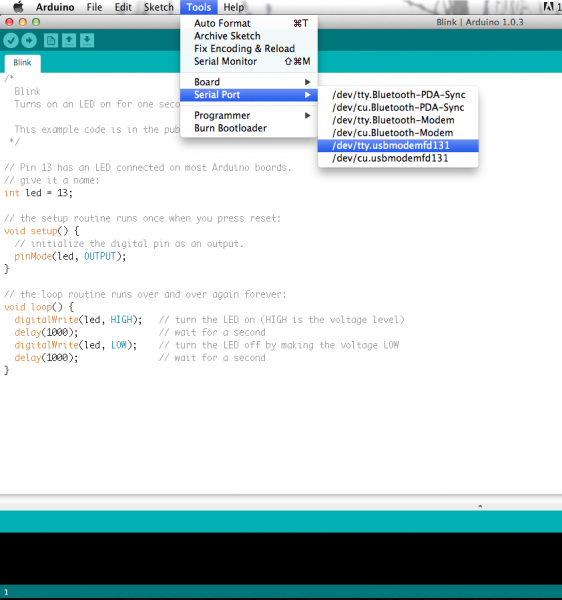 Arduino File Edit Sketch Tools Help
Blink | Arduino 1.0.3
Auto Format ⌘T
Archive Sketch
Fix Encoding & Reload
Serial Monitor ⇧⌘M
Board
Serial Port
Programmer
Burn Bootloader
/dev/tty.Bluetooth-PDA-Sync
/dev/cu.Bluetooth-PDA-Sync
/dev/tty.Bluetooth-Modem
/dev/cu.Bluetooth-Modem
/dev/tty.usbmodemfd131
/dev/cu.usbmodemfd131
Blink
/*
Blink
Turns on an LED on for one seco
This example code is in the pub
*/
// Pin 13 has an LED connected on most Arduino boards.
// give it a name:
int led = 13;
// the setup routine runs once when you press reset:
void setup() {
// initialize the digital pin as an output.
pinMode(led, OUTPUT);
}
// the loop routine runs over and over again forever:
void loop() {
digitalWrite(led, HIGH); // turn the LED on (HIGH is the voltage level)
delay(1000); // wait for a second
digitalWrite(led, LOW); // turn the LED off by making the voltage LOW
delay(1000); // wait for a second
}
1